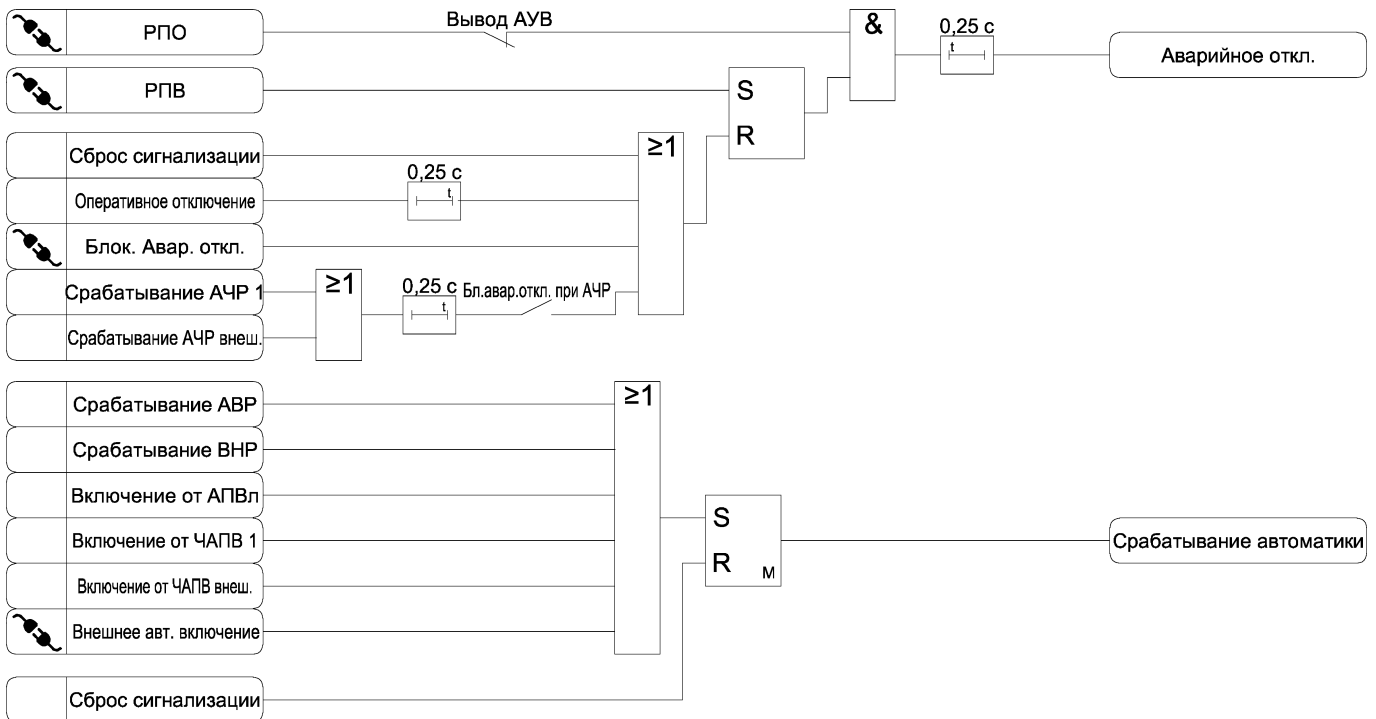 Вывод АУВ
РПО
&
0,25 с
t
Аварийное откл.
РПВ
S
R
Сброс сигнализации
≥1
0,25 с
t
Оперативное отключение
Блок. Авар. откл.
Срабатывание АЧР 1
≥1
0,25 с
t
Бл.авар.откл. при АЧР
Срабатывание АЧР внеш.
Срабатывание АВР
≥1
Срабатывание ВНР
Включение от АПВл
Включение от ЧАПВ 1
S
R
М
Срабатывание автоматики
Включение от ЧАПВ внеш.
Внешнее авт. включение
Сброс сигнализации